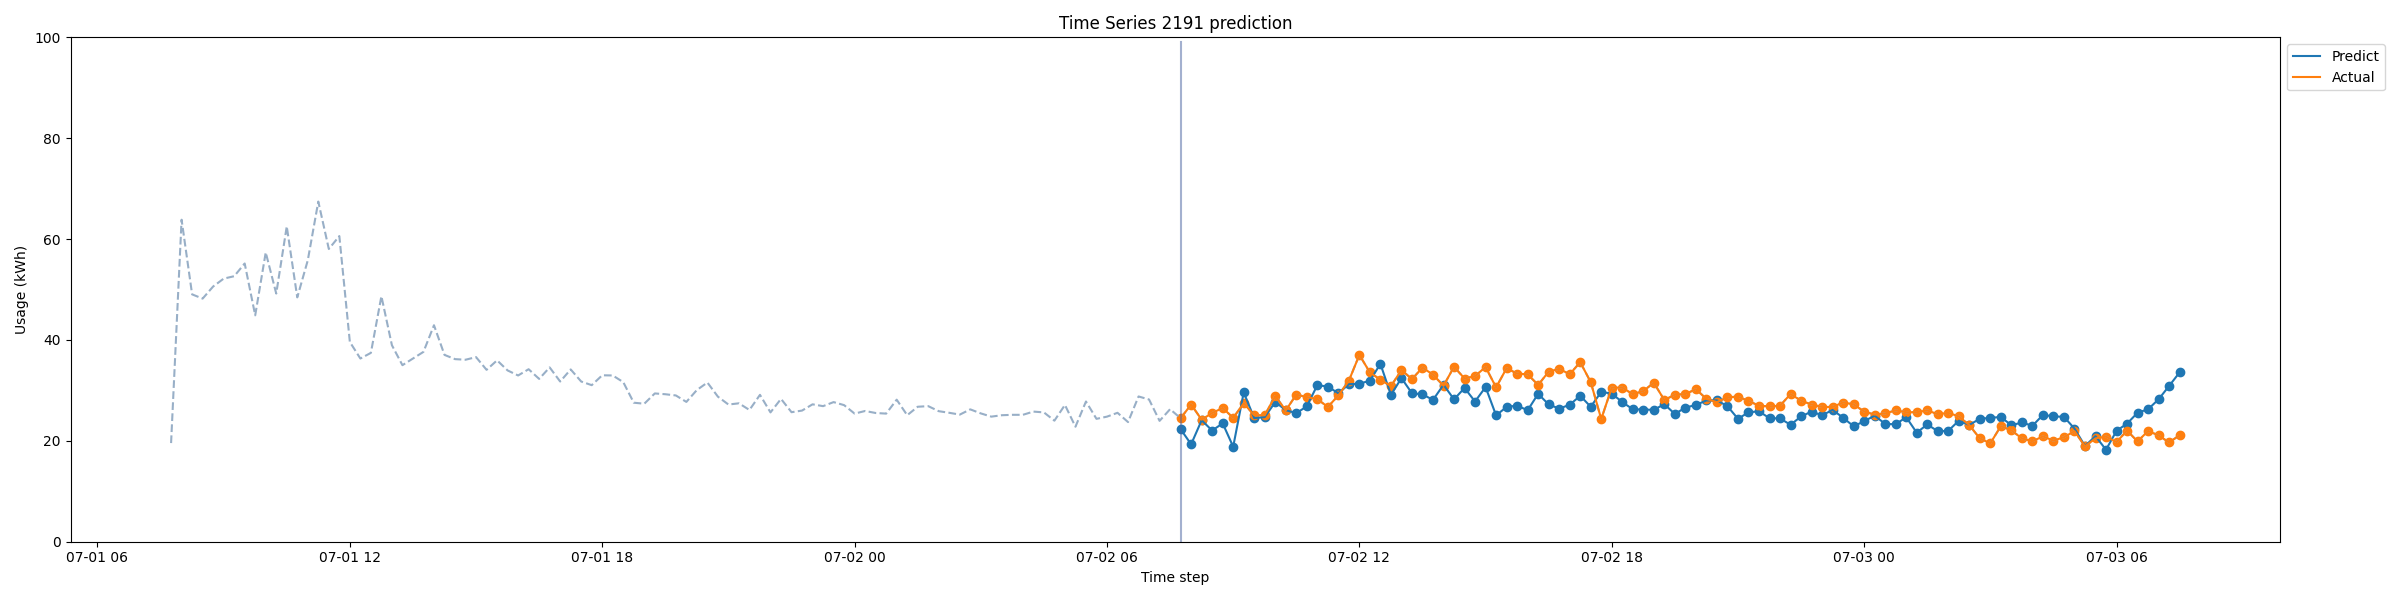 Time Series 2191 prediction
100
80
60
40
20
0
Usage (kWh)
07-01 06 07-01 12 07-01 18 07-02 00 07-02 06 07-02 12 07-02 18 07-03 00 07-03 06
Time step
Predict
Actual